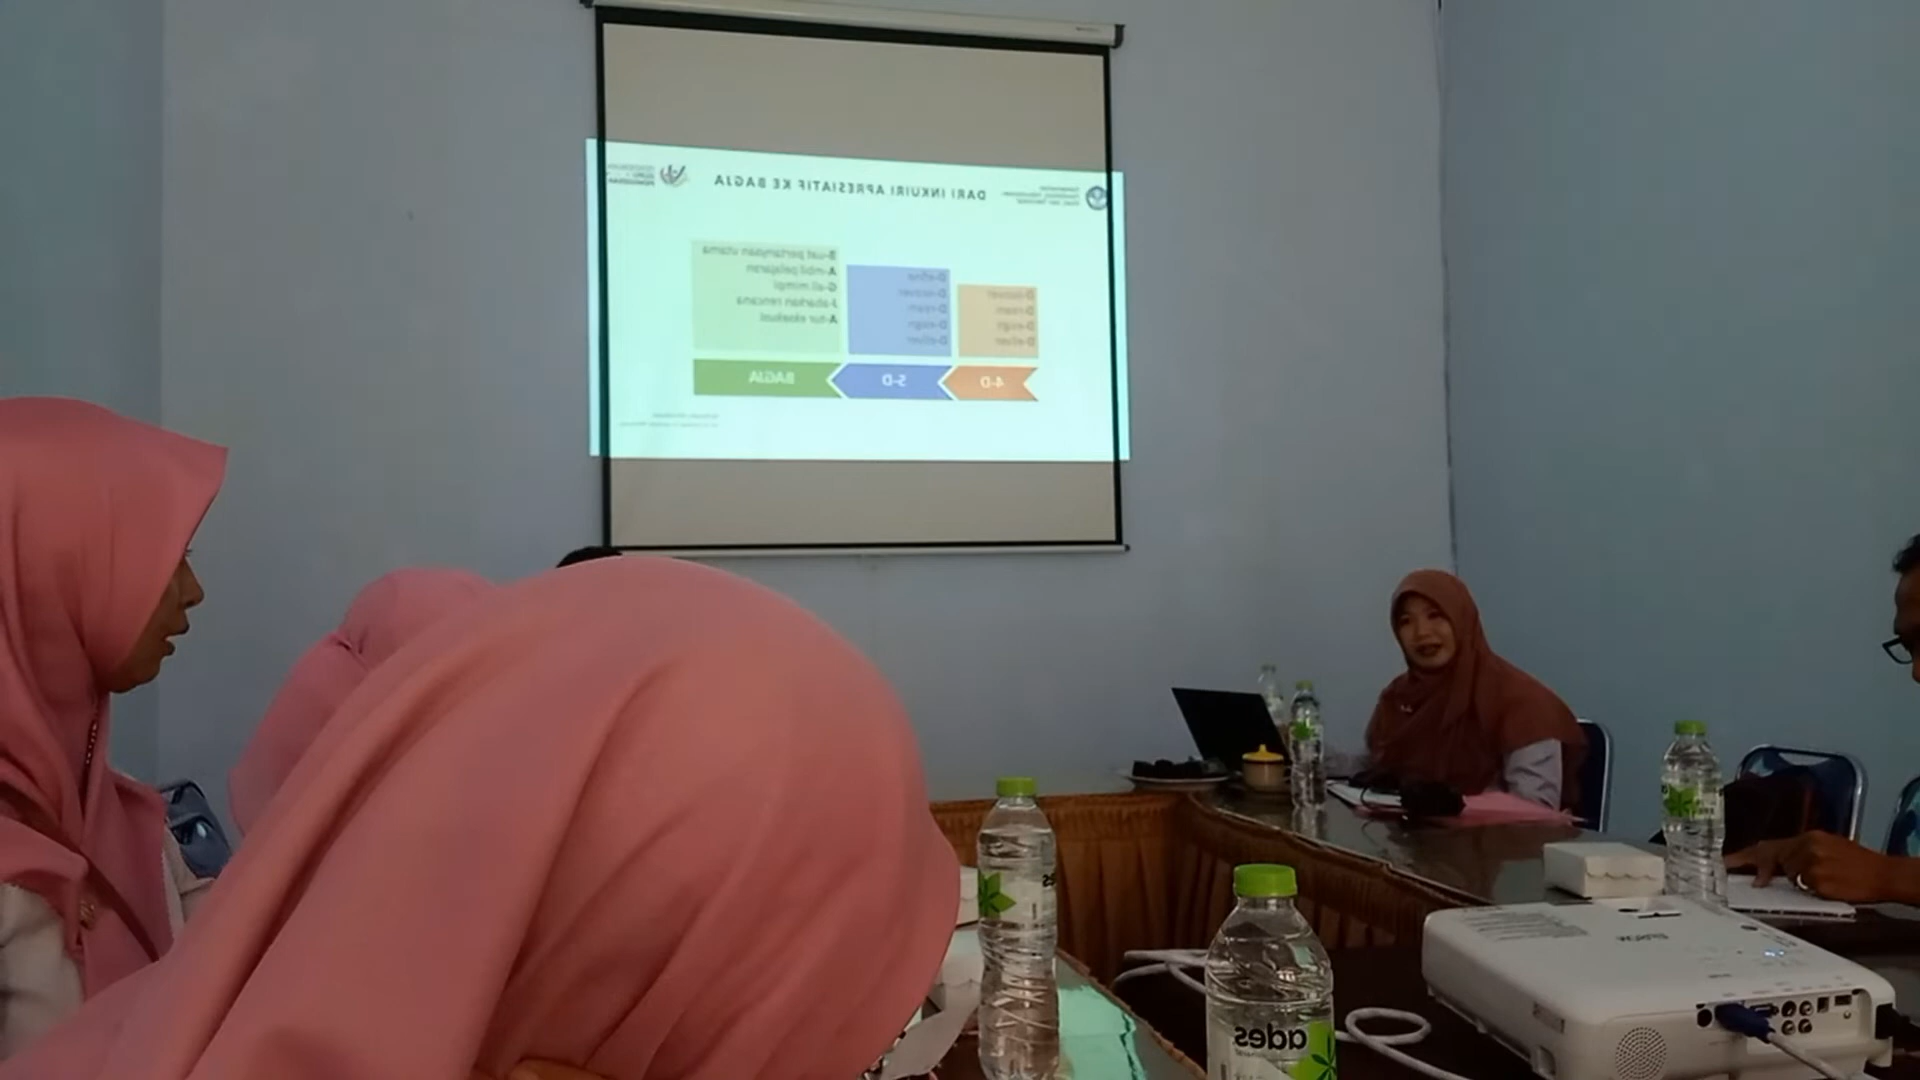 DARI INKUIRI APRESIATIF KE BAGJA
D-iscover
D-ream
D-esign
D-eliver
4-D
D-efine
D-iscover
D-ream
D-esign
D-eliver
5-D
B-uat pertanyaan utama
A-mbil pelajaran
G-ali mimpi
J-abarkan rencana
A-tur eksekusi
BAGJA
EPSON
ades